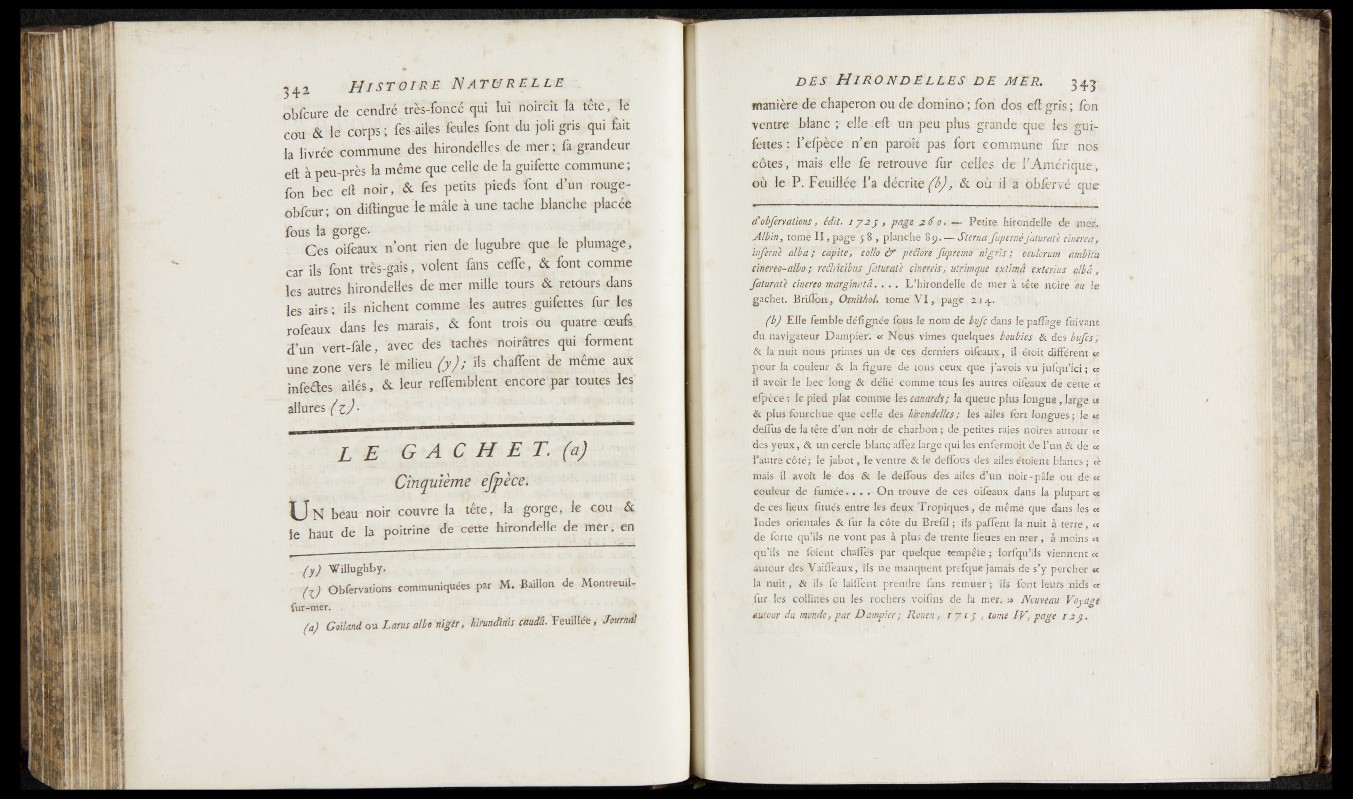 342 HISTOIRE NATURELLE
obſcure de cendré très-foncé qui lui noircit la tête, le
cou & le corps; ſes ailes ſeules ſont du joli gris qui fait
la livrée commune des hirondelles de mer; ſa grandeur
eſt à peu-près la même que celle de la guifette commune;
ſon bec eſt noir, & ſes petits pieds ſont d'un rouge-
obſcur; on diſtingue le mâle à une tache blanche placée
ſous la gorge.
Ces oiſeaux n'ont rien de lugubre que le plumage,
car ils ſont très-gais, volent ſans ceſſe, & font comme
les autres hirondelles de mer mille tours & retours dans
les airs; ils nichent comme les autres guifettes ſur les
roſeaux dans les marais, & font trois ou quatre œufs
d'un vert-ſale, avec des taches noirâtres qui forment
une zone vers le milieu (y); ils chaſſent de même aux
inſectes ailés, & leur reſſemblent encore par toutes les
allures (z).
LE GACHET. (a)
Cinquième eſpèce.
UN beau noir couvre la tête, la gorge, le cou &
le haut de la poitrine de cette hirondelle de mer, en
(y) Willughby.
(z) Obſervations communiquées par M. Baillon de Montreuil-
ſur-mer.
(a) Goiland ou Larus albo niger, hirundinis caudâ. Feuillée, Journal
DES HIRONDELLES DE MER. 343
manière de chaperon ou de domino; ſon dos eſt gris; ſon
ventre blanc; elle eſt un peu plus grande que les gui-
fettes: l'eſpèce n'en paroît pas fort commune ſur nos
côtes, mais elle ſe retrouve ſur celles de l'Amérique,
où le P. Feuillée l'a décrite (b), & où il a obſervé que
d'obſervations, édit. 1725, page 260. — Petite hirondelle de mer.
Albin, tome II, page 58, planche 89. — Sterna ſupernè ſaturatè cinerea,
infernè alba; capite, collo & pectore ſupremo nigris; oculorum ambitu
cinereo-albo; rectricibus ſaturatè cinereis, utrimque extimâ exterius albâ,
ſaturatè cinereo marginatâ.... L'hirondelle de mer à tête noire ou le
gachet. Briſſon, Ornithol. tome VI, page 214.
(b) Elle ſemble déſignée ſous le nom de buſc dans le paſſage ſuivant
du navigateur Dampier. « Nous vimes quelques boubies & des buſcs;
& la nuit nous primes un de ces derniers oiſeaux, il étoit différent «
pour la couleur & la figure de tous ceux que j'avois vu juſqu'ici; «
il avoit le bec long & délié comme tous les autres oiſeaux de cette «
eſpèce: le pied plat comme les canards; la queue plus longue, large «
& plus fourchue que celle des hirondelles; les ailes fort longues; le «
deſſus de la tête d'un noir de charbon; de petites raies noires autour «
des yeux, & un cercle blanc aſſez large qui les enfermoit de l'un & de «
l'autre côté; le jabot, le ventre & le deſſous des ailes étoient blancs; «
mais il avoit le dos & le deſſous des ailes d'un noir-pâle ou de «
couleur de fumée.... On trouve de ces oiſeaux dans la plupart «
de ces lieux ſitués entre les deux Tropiques, de même que dans les «
Indes orientales & ſur la côte du Breſil; ils paſſent la nuit à terre, «
de ſorte qu'ils ne vont pas à plus de trente lieues en mer, à moins «
qu'ils ne ſoient chaſſés par quelque tempête; lorſqu'ils viennent «
autour des Vaiſſeaux, ils ne manquent preſque jamais de s'y percher «
la nuit, & ils ſe laiſſent prendre ſans remuer; ils font leurs nids «
ſur les collines ou les rochers voiſins de la mer. » Nouveau Voyage
autour du monde, par Dampier; Rouen, 1715, tome IV, page 129.